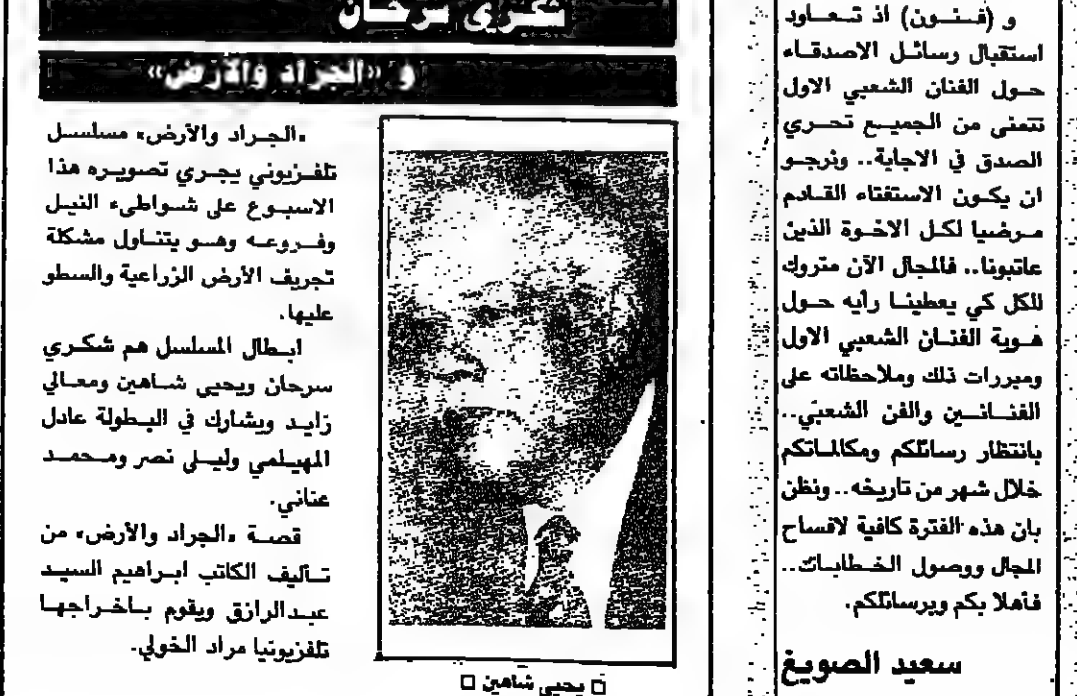 و (فنون) اذ تعاود
استقبال رسائل الاصدقاء
حول الفنان الشعبي الاول
تتمنى من الجميع تحري
الصدق في الاجابة.. ونرجو
ان يكون الاستفتاء القادم
مرضيا لكل الاخوة الذين
عاتبونا.. فالمجال الآن متروك
للكل كي يعطينا رأيه حول
هوية الفنان الشعبي الاول
ومبررات ذلك وملاحظاته على
الفنانين والفن الشعبي..
بانتظار رسائلكم ومكالماتكم
خلال شهر من تاريخه.. ونظن
بان هذه الفترة كافية لافساح
المجال ووصول الخطابات..
فأهلا بكم وبرسائلكم.
سعيد الصويغ
شكري سرحان
و «الجراد والأرض»
«الجراد والأرض» مسلسل
تلفزيوني يجري تصويره هذا
الاسبوع على شواطيء النيل
وفروعه وهو يتناول مشكلة
تجريف الأرض الزراعية والسطو
عليها.
ابطال المسلسل هم شكري
سرحان ويحيى شاهين ومعالي
زايد ويشارك في البطولة عادل
المهيلمي وليلى نصر ومحمد
عناني.
قصة «الجراد والأرض» من
تأليف الكاتب ابراهيم السيد
عبدالرازق ويقوم باخراجها
تلفزيونيا مراد الخولي.
□ يحيى شاهين □